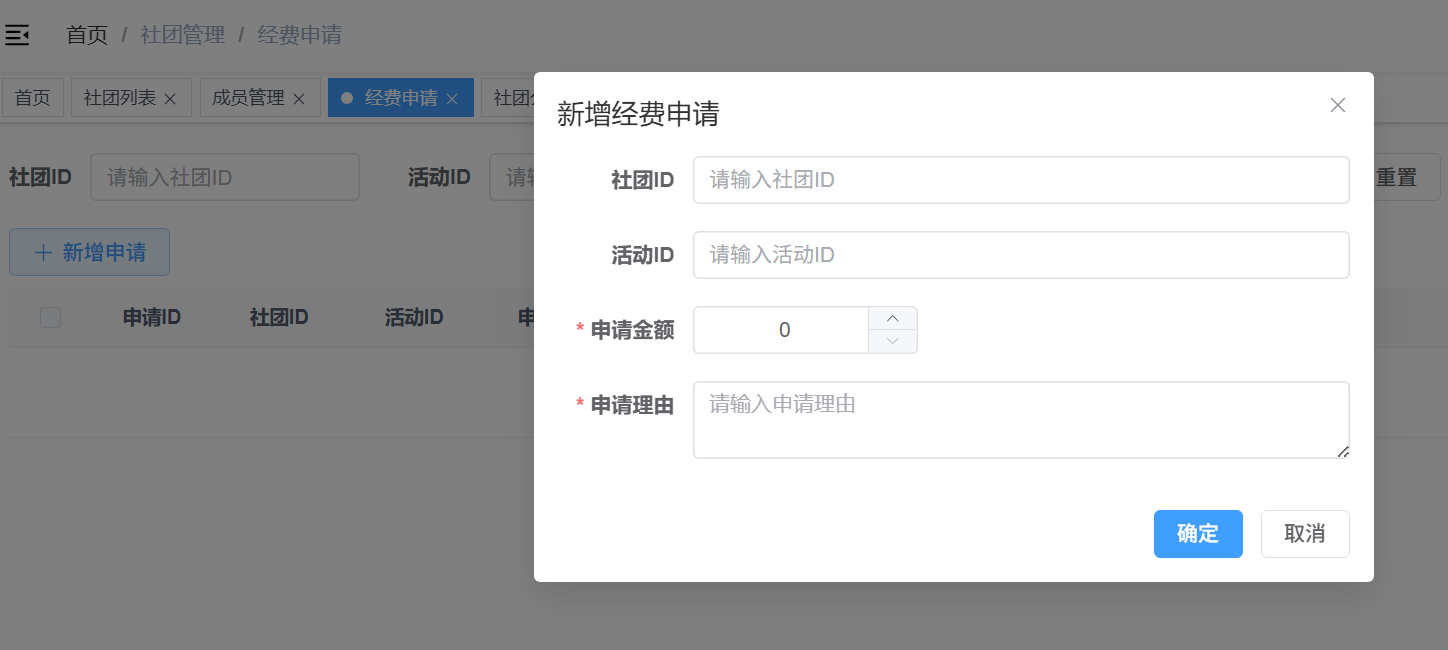 首页 / 社团管理 / 经费申请
首页 社团列表 成员管理 经费申请 社团
新增经费申请
社团ID 请输入社团ID 活动ID 重置
社团ID 请输入社团ID
活动ID 请输入活动ID
新增申请
申请ID 社团ID 活动ID
* 申请金额 0
* 申请理由 请输入申请理由
确定 取消